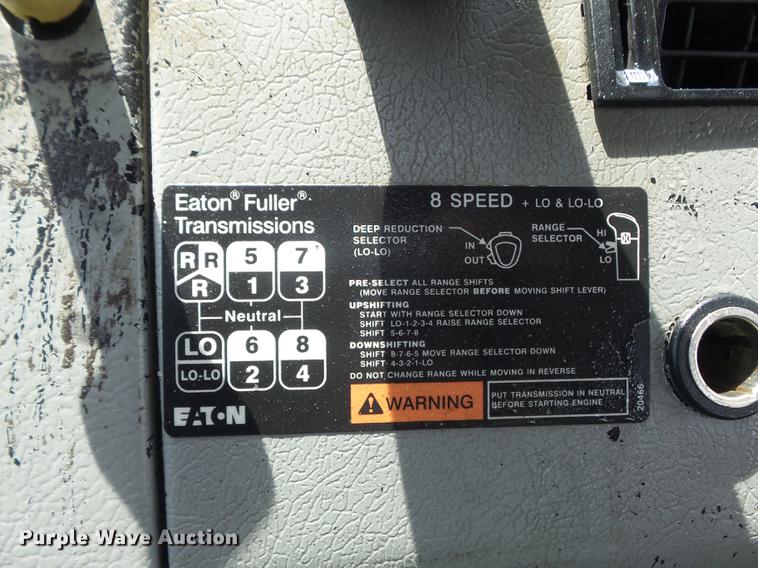 Eaton® Fuller®
Transmissions
8 SPEED + LO & LO-LO
R R 5 7
R 1 3
Neutral
LO 6 8
LO-LO 2 4
EATON
DEEP REDUCTION
SELECTOR
(LO-LO)
IN
OUT
RANGE
SELECTOR
HI
LO
PRE-SELECT ALL RANGE SHIFTS
(MOVE RANGE SELECTOR BEFORE MOVING SHIFT LEVER)
UPSHIFTING
START WITH RANGE SELECTOR DOWN
SHIFT LO-1-2-3-4 RAISE RANGE SELECTOR
SHIFT 5-6-7-8
DOWNSHIFTING
SHIFT 8-7-6-5 MOVE RANGE SELECTOR DOWN
SHIFT 4-3-2-1-LO
DO NOT CHANGE RANGE WHILE MOVING IN REVERSE
WARNING
PUT TRANSMISSION IN NEUTRAL
BEFORE STARTING ENGINE
20466
Purple Wave Auction